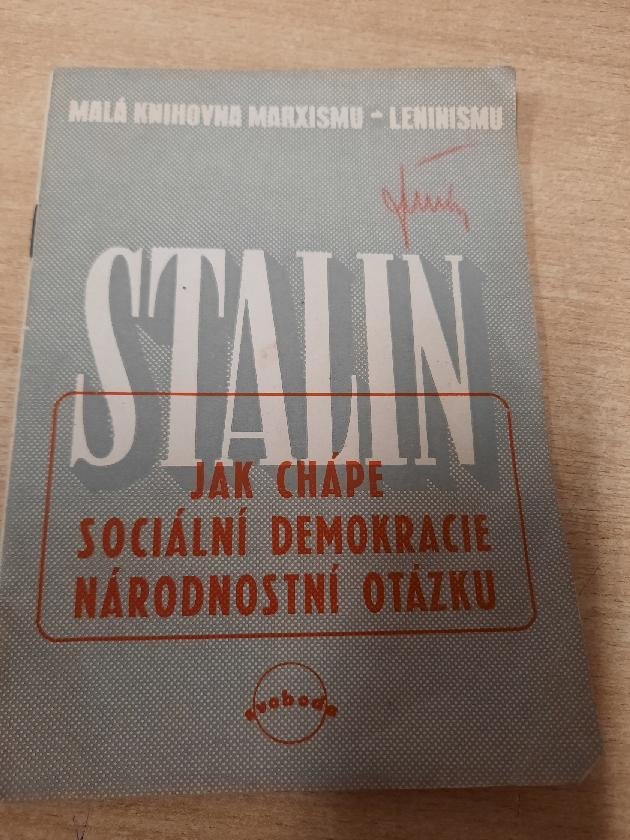 MALÁ KNIHOVNA MARXISMU - LENINISMU
STALIN
JAK CHÁPE
SOCIÁLNÍ DEMOKRACIE
NÁRODNOSTNÍ OTÁZKU
svoboda